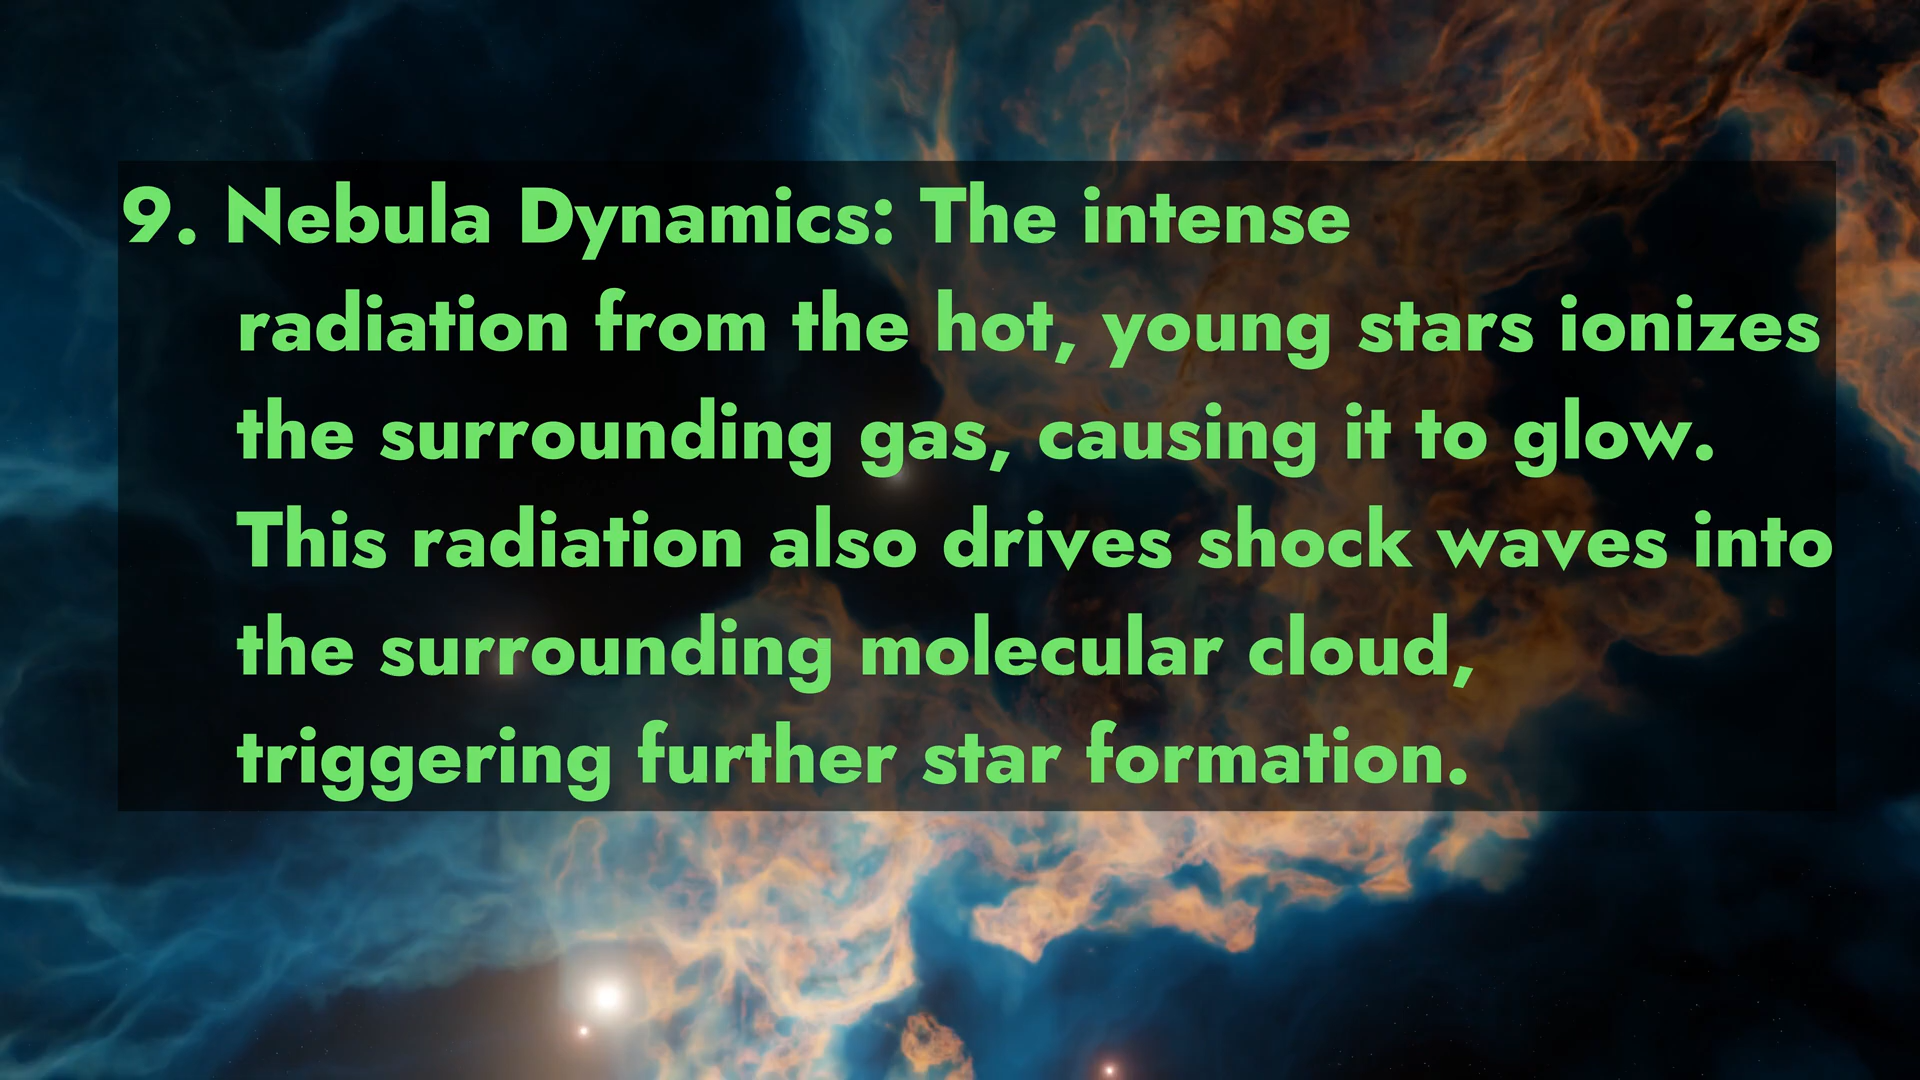 9. Nebula Dynamics: The intense
radiation from the hot, young stars ionizes
the surrounding gas, causing it to glow.
This radiation also drives shock waves into
the surrounding molecular cloud,
triggering further star formation.